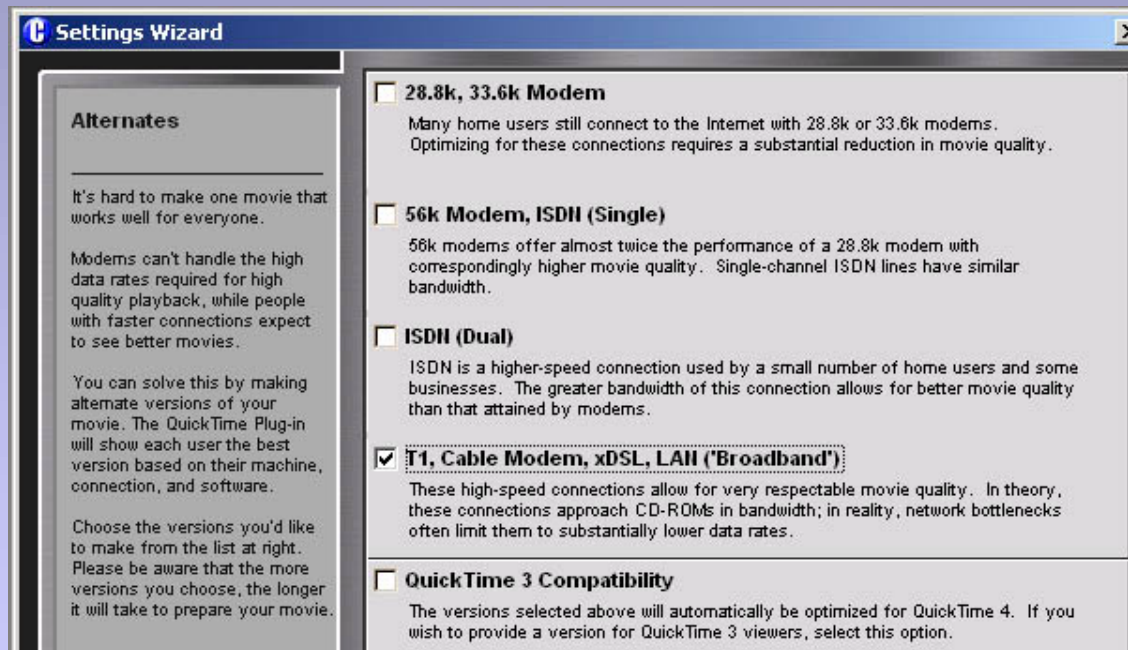 Settings Wizard
Alternates
It's hard to make one movie that
works well for everyone.
Modems can't handle the high
data rates required for high
quality playback, while people
with faster connections expect
to see better movies.
You can solve this by making
alternate versions of your
movie. The QuickTime Plug-in
will show each user the best
version based on their machine,
connection, and software.
Choose the versions you'd like
to make from the list at right.
Please be aware that the more
versions you choose, the longer
it will take to prepare your movie.
28.8k, 33.6k Modem
Many home users still connect to the Internet with 28.8k or 33.6k modems.
Optimizing for these connections requires a substantial reduction in movie quality.
56k Modem, ISDN (Single)
56k modems offer almost twice the performance of a 28.8k modem with
correspondingly higher movie quality. Single-channel ISDN lines have similar
bandwidth.
ISDN (Dual)
ISDN is a higher-speed connection used by a small number of home users and some
businesses. The greater bandwidth of this connection allows for better movie quality
than that attained by modems.
T1, Cable Modem, xDSL, LAN ('Broadband')
These high-speed connections allow for very respectable movie quality. In theory,
these connections approach CD-ROMs in bandwidth; in reality, network bottlenecks
often limit them to substantially lower data rates.
QuickTime 3 Compatibility
The versions selected above will automatically be optimized for QuickTime 4. If you
wish to provide a version for QuickTime 3 viewers, select this option.